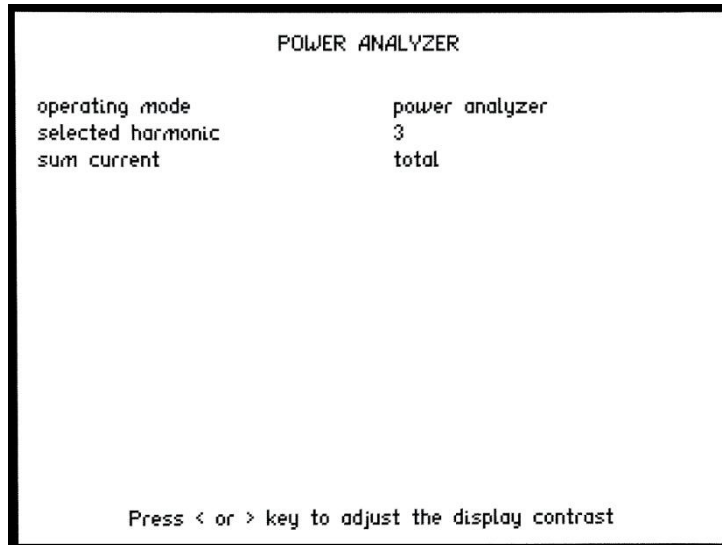 POWER ANALYZER
operating mode power analyzer
selected harmonic 3
sum current total
Press < or > key to adjust the display contrast